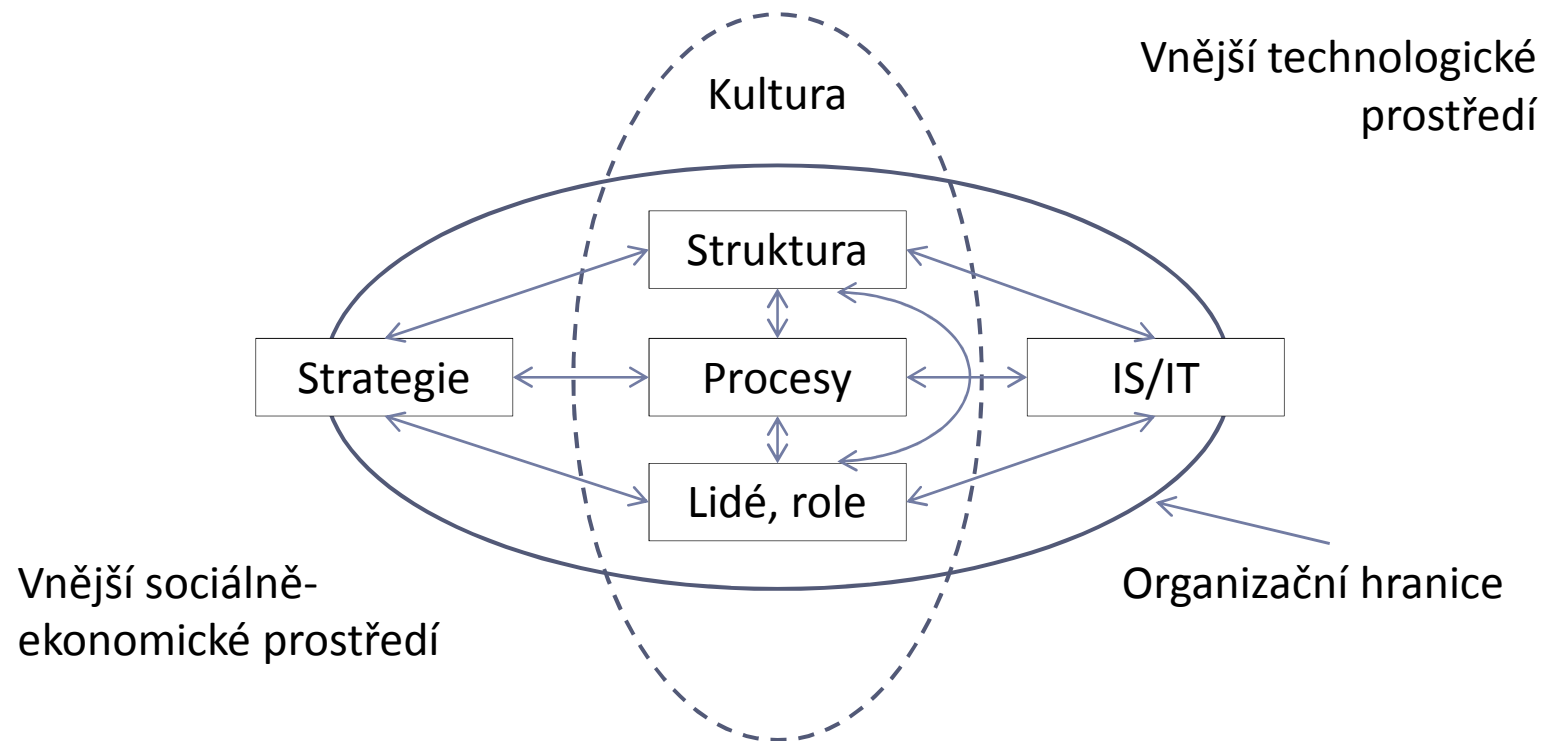 Vnější technologické
prostředí
Kultura
Struktura
Strategie
Procesy
IS/IT
Lidé, role
Vnější sociálně-
ekonomické prostředí
Organizační hranice